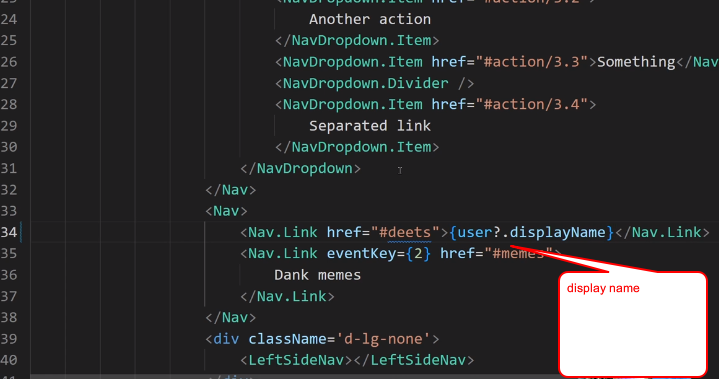 23 <NavDropdown.Item href="#action/3.2">
24 Another action
25 </NavDropdown.Item>
26 <NavDropdown.Item href="#action/3.3">Something</Nav
27 <NavDropdown.Divider />
28 <NavDropdown.Item href="#action/3.4">
29 Separated link
30 </NavDropdown.Item>
31 </NavDropdown>
32 </Nav>
33 <Nav>
34 <Nav.Link href="#deets">{user?.displayName}</Nav.Link>
35 <Nav.Link eventKey={2} href="#memes">
36 Dank memes
37 </Nav.Link>
38 </Nav>
39 <div className='d-lg-none'>
40 <LeftSideNav></LeftSideNav>
41 </div>
display name